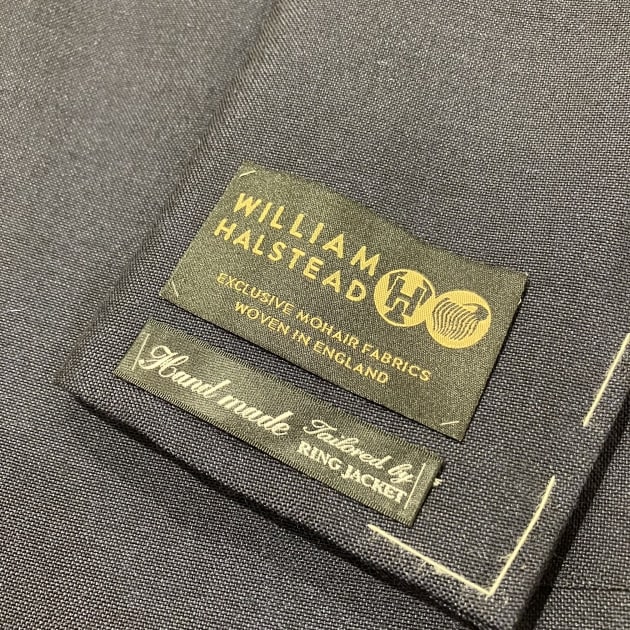 WILLIAM
HALSTEAD
H
EXCLUSIVE MOHAIR FABRICS
WOVEN IN ENGLAND
Hand made
Tailored by
RING JACKET